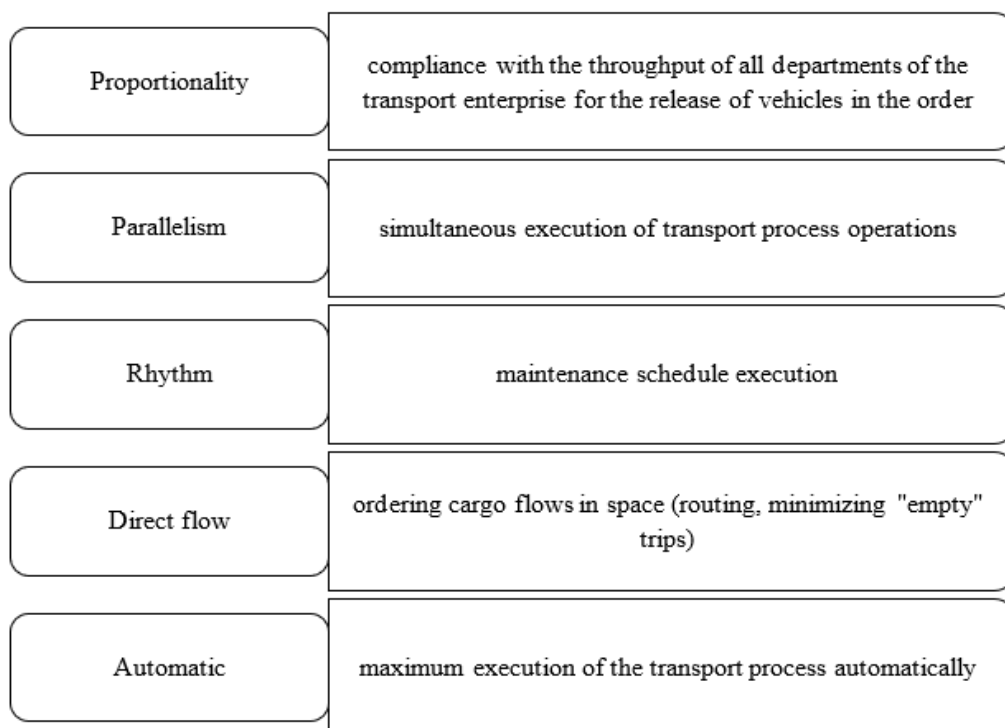 Proportionality
compliance with the throughput of all departments of the
transport enterprise for the release of vehicles in the order
Parallelism
simultaneous execution of transport process operations
Rhythm
maintenance schedule execution
Direct flow
ordering cargo flows in space (routing, minimizing "empty"
trips)
Automatic
maximum execution of the transport process automatically